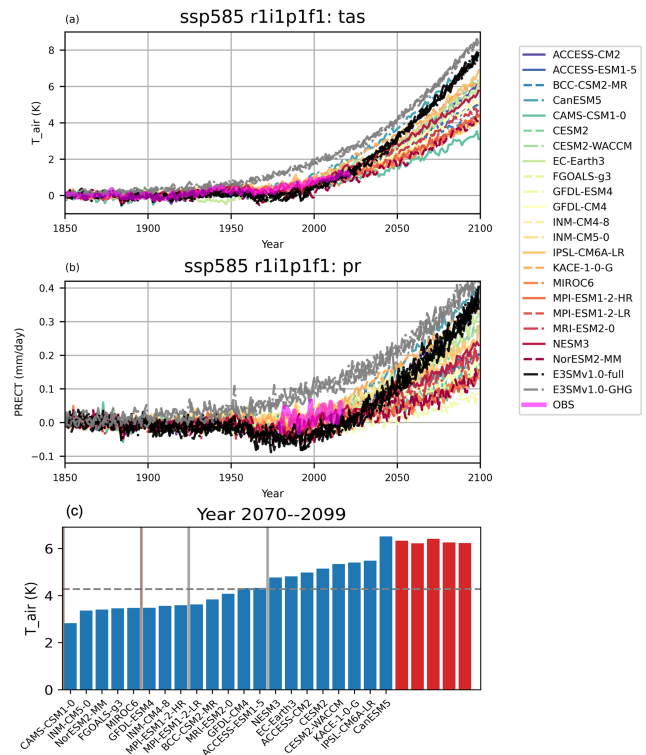 (a)
ssp585 r1i1p1f1: tas
T_air (K)
8
6
4
2
0
1850
1900
1950
2000
2050
2100
Year
(b)
ssp585 r1i1p1f1: pr
PRECT (mm/day)
0.4
0.3
0.2
0.1
0.0
−0.1
1850
1900
1950
2000
2050
2100
Year
ACCESS-CM2
ACCESS-ESM1-5
BCC-CSM2-MR
CanESM5
CAMS-CSM1-0
CESM2
CESM2-WACCM
EC-Earth3
FGOALS-g3
GFDL-ESM4
GFDL-CM4
INM-CM4-8
INM-CM5-0
IPSL-CM6A-LR
KACE-1-0-G
MIROC6
MPI-ESM1-2-HR
MPI-ESM1-2-LR
MRI-ESM2-0
NESM3
NorESM2-MM
E3SMv1.0-full
E3SMv1.0-GHG
OBS
(c)
Year 2070--2099
T_air (K)
6
4
2
0
CAMS-CSM1-0
INM-CM5-0
NorESM2-MM
FGOALS-g3
MIROC6
GFDL-ESM4
INM-CM4-8
MPI-ESM1-2-HR
MPI-ESM1-2-LR
BCC-CSM2-MR
MRI-ESM2-0
GFDL-CM4
ACCESS-ESM1-5
NESM3
EC-Earth3
ACCESS-CM2
CESM2
CESM2-WACCM
KACE-1-0-G
IPSL-CM6A-LR
CanESM5